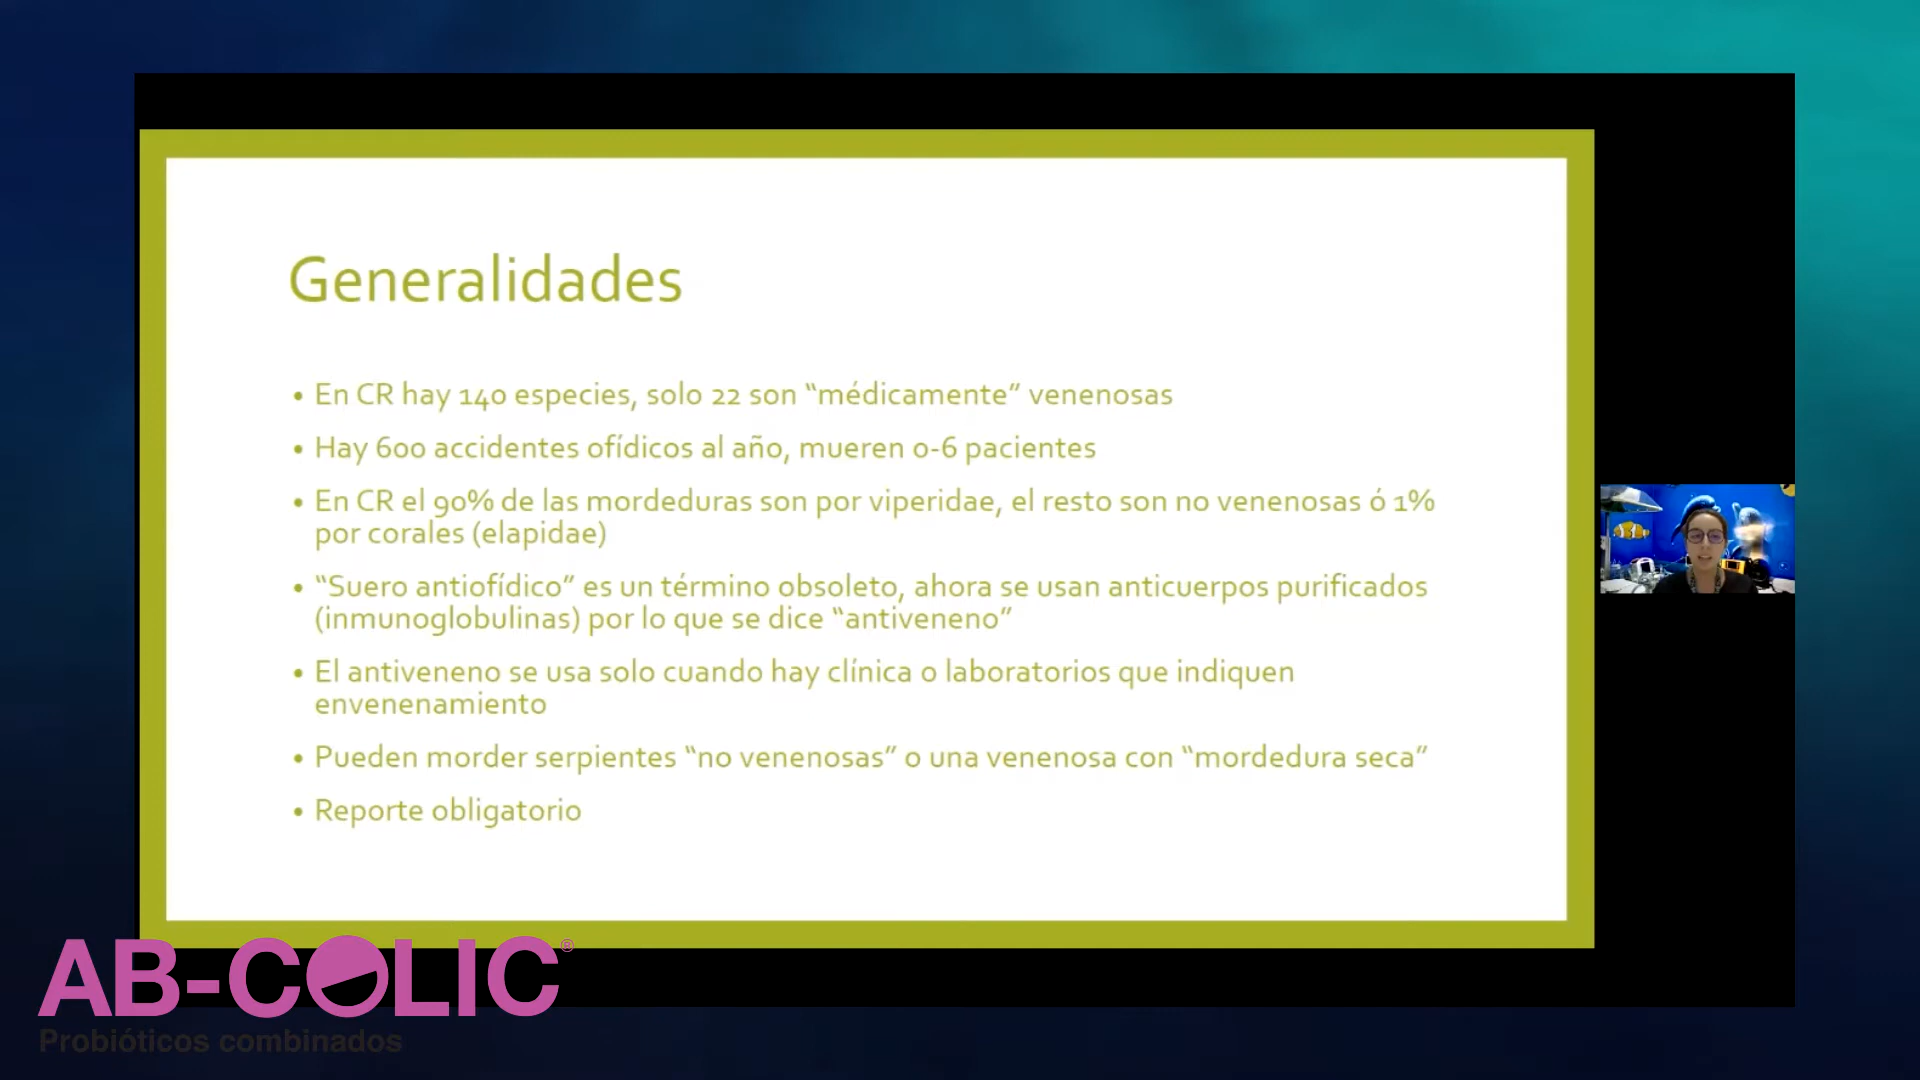 Generalidades
• En CR hay 140 especies, solo 22 son “médicamente” venenosas
• Hay 600 accidentes ofídicos al año, mueren 0-6 pacientes
• En CR el 90% de las mordeduras son por viperidae, el resto son no venenosas ó 1%
por corales (elapidae)
• “Suero antiofídico” es un término obsoleto, ahora se usan anticuerpos purificados
(inmunoglobulinas) por lo que se dice “antiveneno”
• El antiveneno se usa solo cuando hay clínica o laboratorios que indiquen
envenenamiento
• Pueden morder serpientes “no venenosas” o una venenosa con “mordedura seca”
• Reporte obligatorio
AB-COLIC®
Probióticos combinados